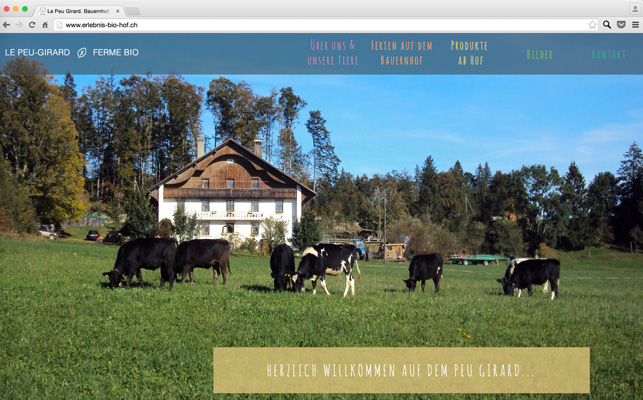 Le Peu Girard. Bauernhof,
www.erlebnis-bio-hof.ch
LE PEU-GIRARD FERME BIO
Über uns & unsere Tiere
Ferien auf dem Bauernhof
Produkte ab Hof
Bilder
Kontakt
HERZLICH WILLKOMMEN AUF DEM PEU GIRARD...